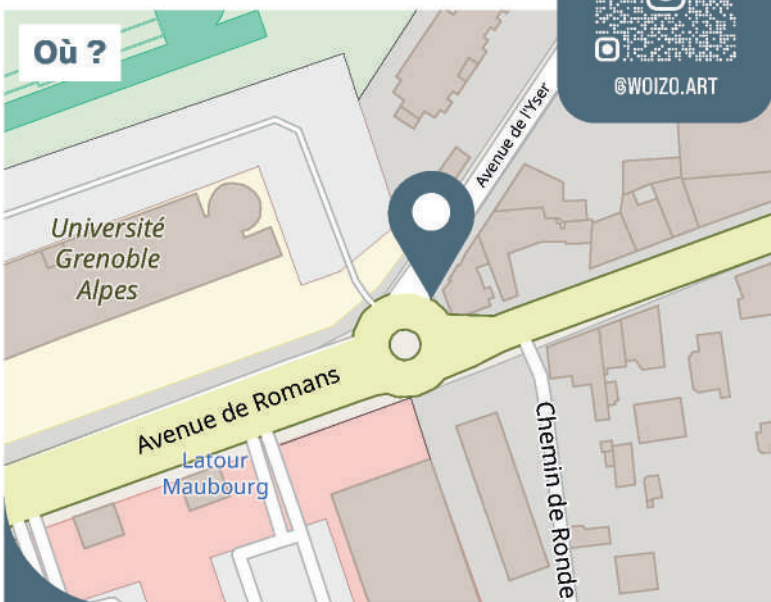 Où ?
@WOIZO.ART
Avenue de l'Yser
Université
Grenoble
Alpes
Avenue de Romans
Latour
Maubourg
Chemin de Ronde